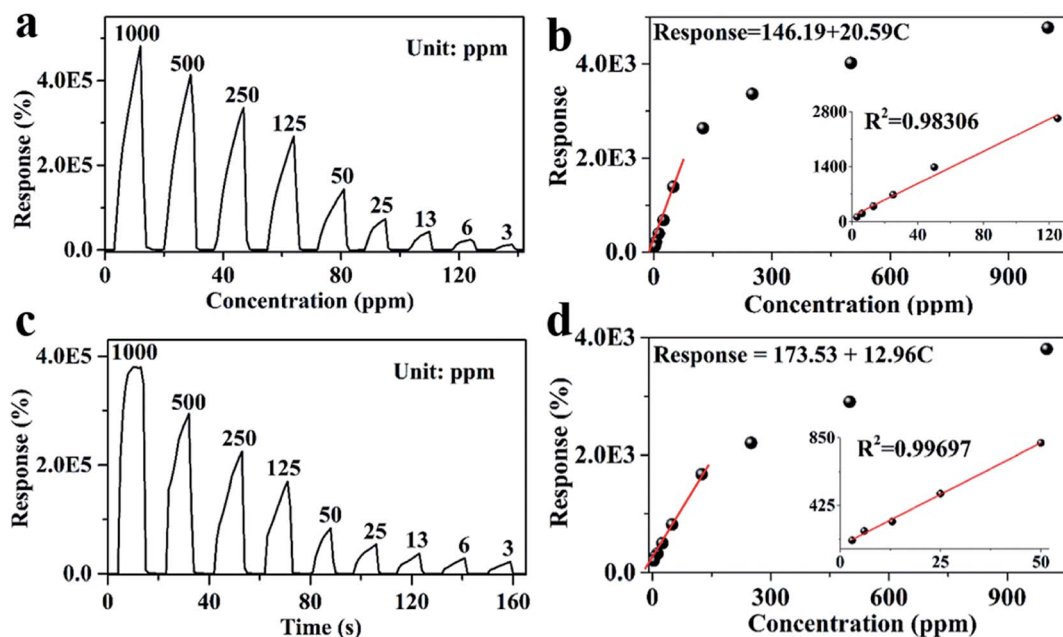 a
1000
500
250
125
50
25
13
6
3
Unit: ppm
4.0E5
2.0E5
0.0
0 40 80 120
Response (%)
Concentration (ppm)
b
Response=146.19+20.59C
4.0E3
2.0E3
0.0
0 300 600 900
Response
Concentration (ppm)
R²=0.98306
2800
1400
0
0 40 80 120
c
1000
500
250
125
50
25
13
6
3
Unit: ppm
4.0E5
2.0E5
0.0
0 40 80 120 160
Response (%)
Time (s)
d
Response = 173.53 + 12.96C
4.0E3
2.0E3
0.0
0 300 600 900
Response (%)
Concentration (ppm)
R²=0.99697
850
425
0 25 50